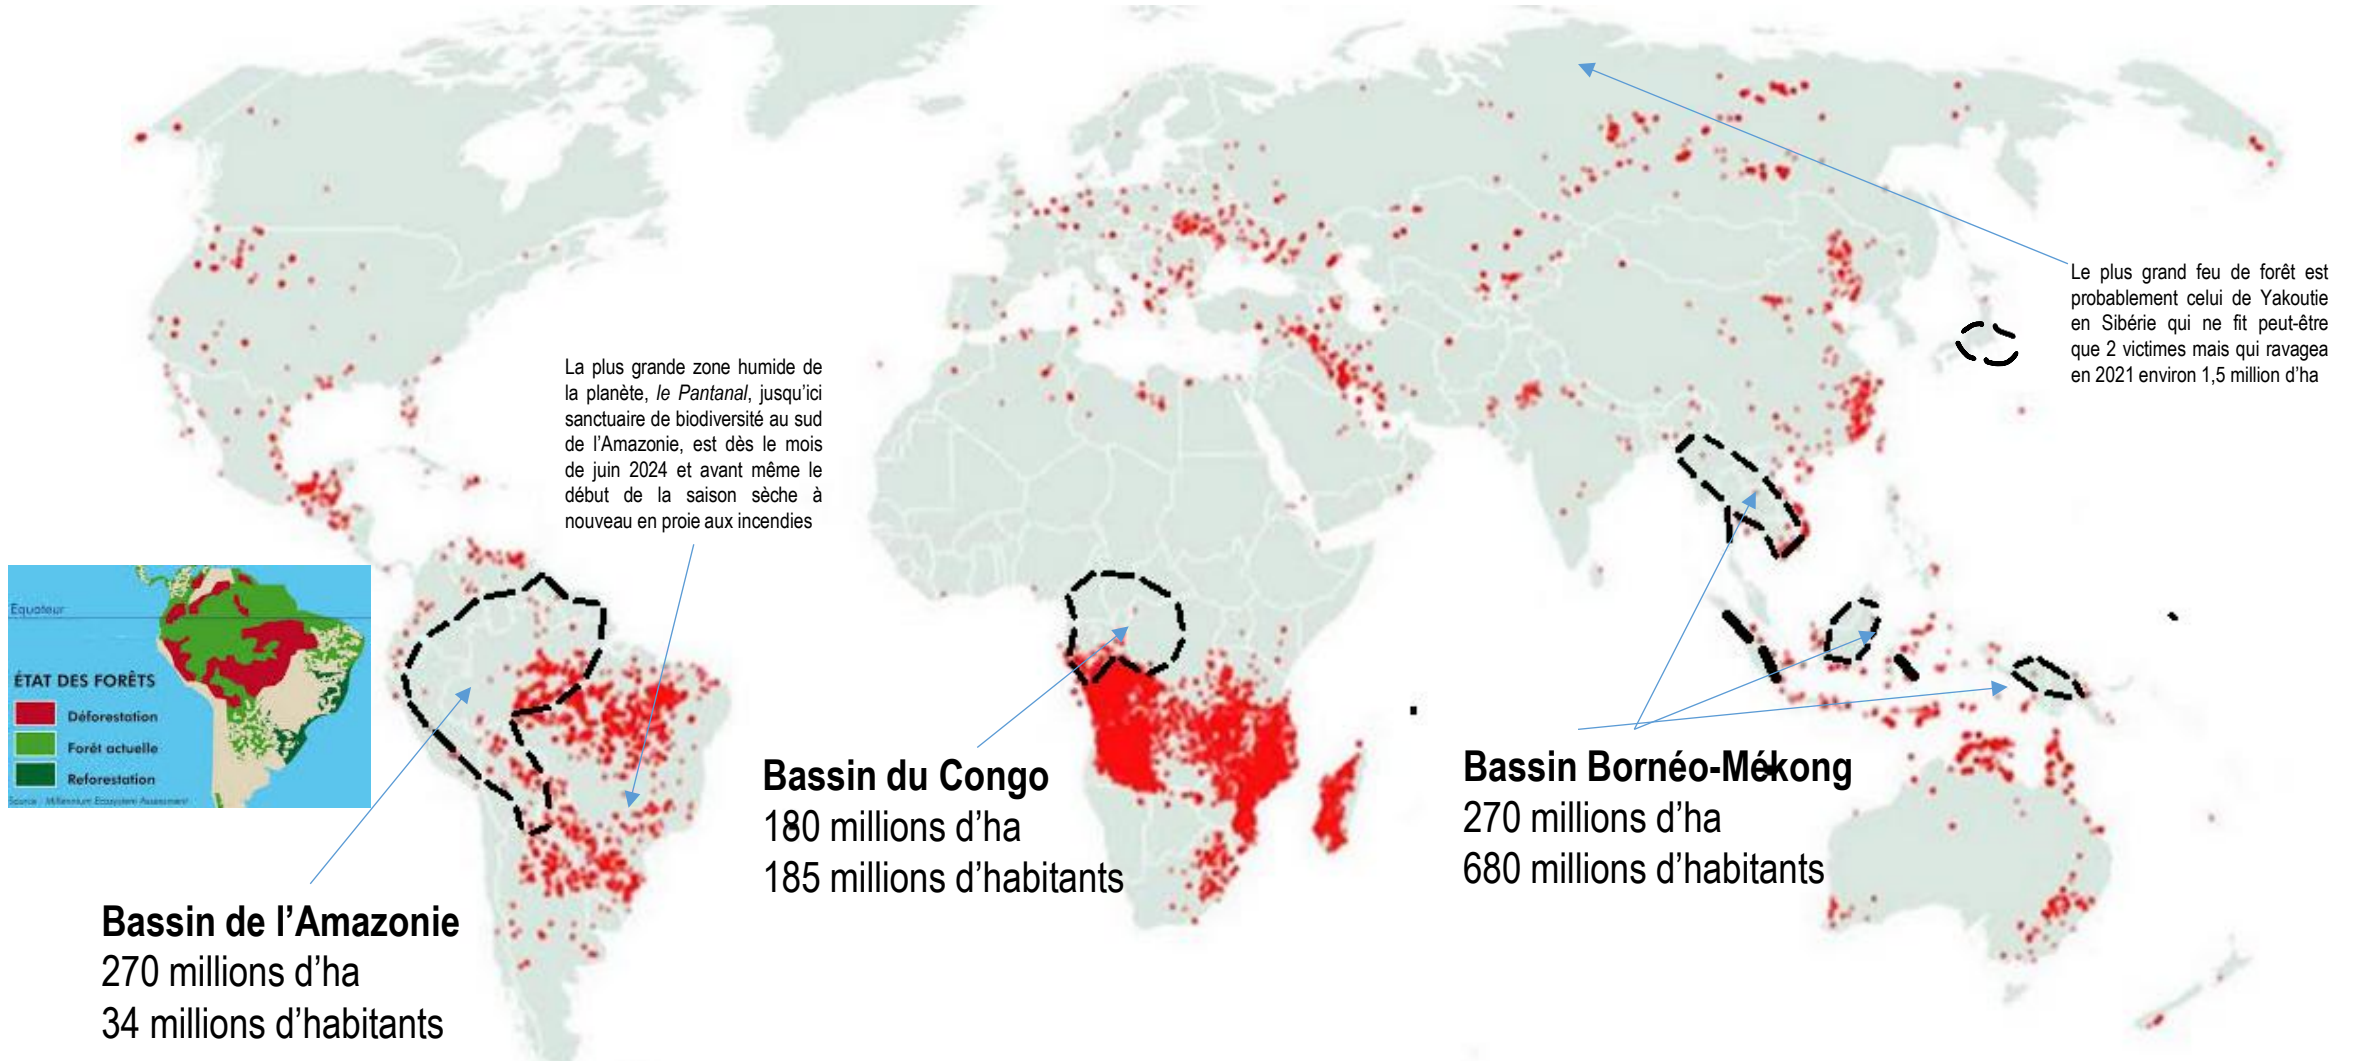 La plus grande zone humide de
la planète, le Pantanal, jusqu'ici
sanctuaire de biodiversité au sud
de l'Amazonie, est dès le mois
de juin 2024 et avant même le
début de la saison sèche à
nouveau en proie aux incendies
Le plus grand feu de forêt est
probablement celui de Yakoutie
en Sibérie qui ne fit peut-être
que 2 victimes mais qui ravagea
en 2021 environ 1,5 million d'ha
Equateur
ÉTAT DES FORÊTS
Déforestation
Forêt actuelle
Reforestation
Source : Millennium Ecosystem Assessment
Bassin de l'Amazonie
270 millions d'ha
34 millions d'habitants
Bassin du Congo
180 millions d'ha
185 millions d'habitants
Bassin Bornéo-Mékong
270 millions d'ha
680 millions d'habitants